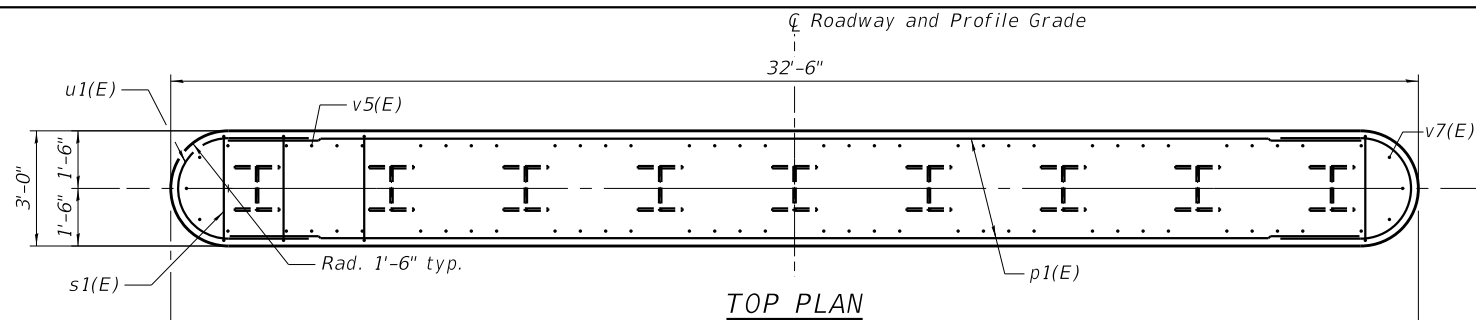 ℄ Roadway and Profile Grade
32'-6"
u1(E)
v5(E)
v7(E)
3'-0"
1'-6"
1'-6"
s1(E)
Rad. 1'-6" typ.
p1(E)
TOP PLAN